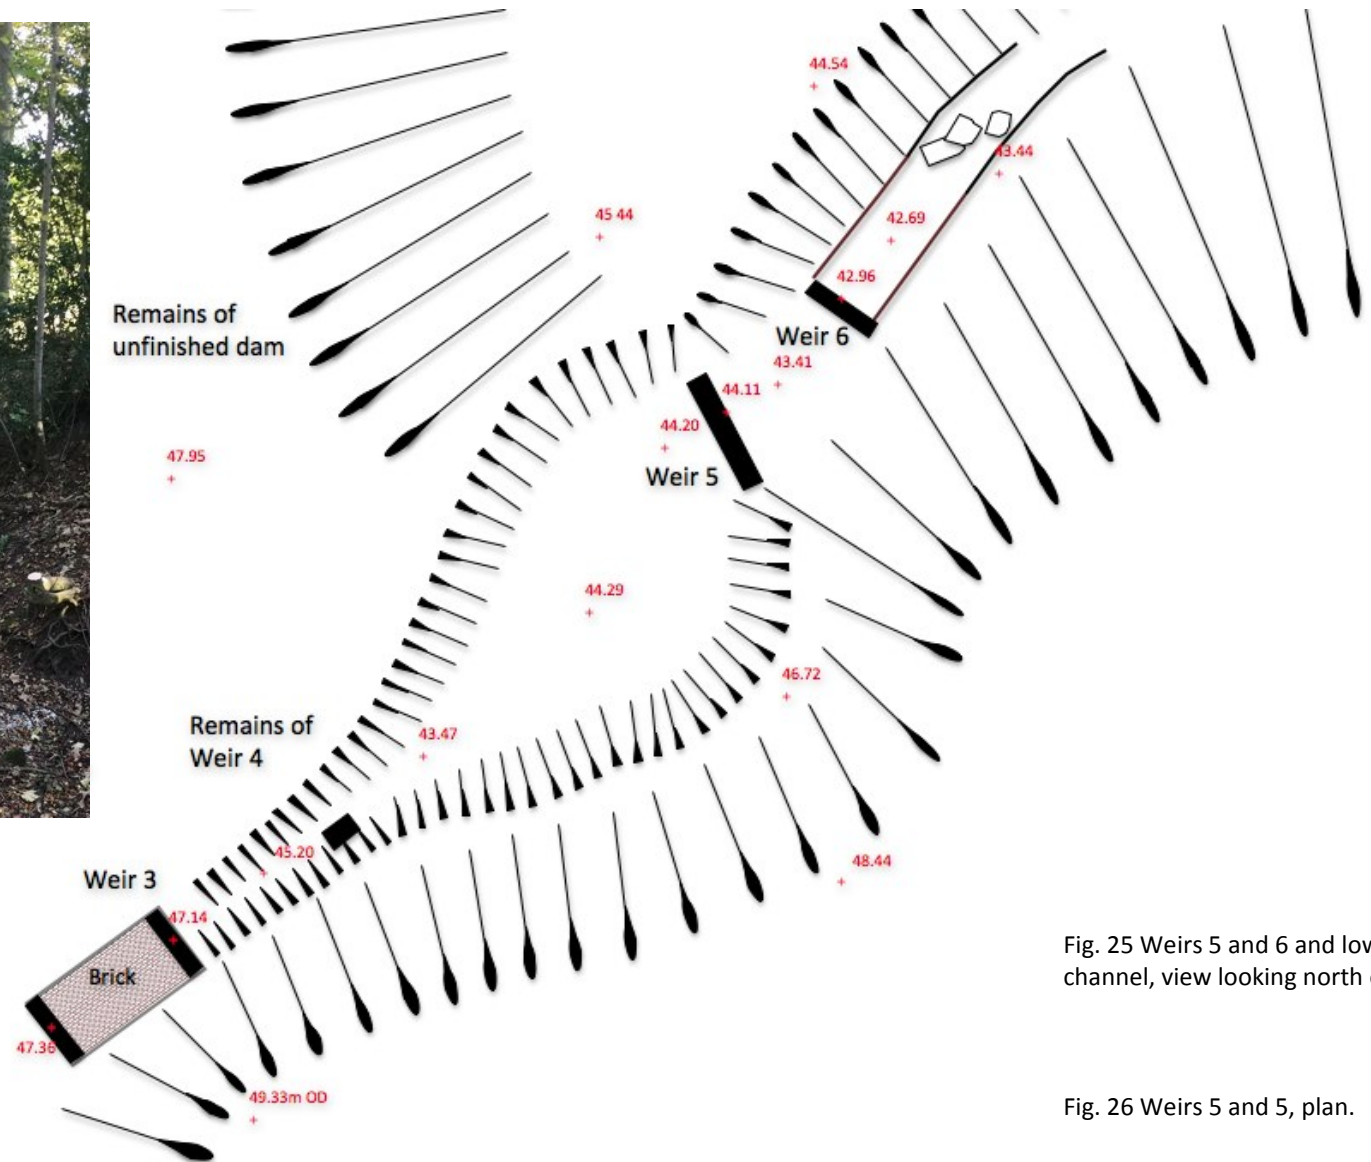 44.54
43.44
45 44
42.69
42.96
Remains of
unfinished dam
Weir 6
43.41
44.11
44.20
47.95
Weir 5
44.29
46.72
Remains of
Weir 4
43.47
45.20
48.44
Weir 3
47.14
Brick
47.36
49.33m OD
Fig. 25 Weirs 5 and 6 and low
channel, view looking north
Fig. 26 Weirs 5 and 5, plan.